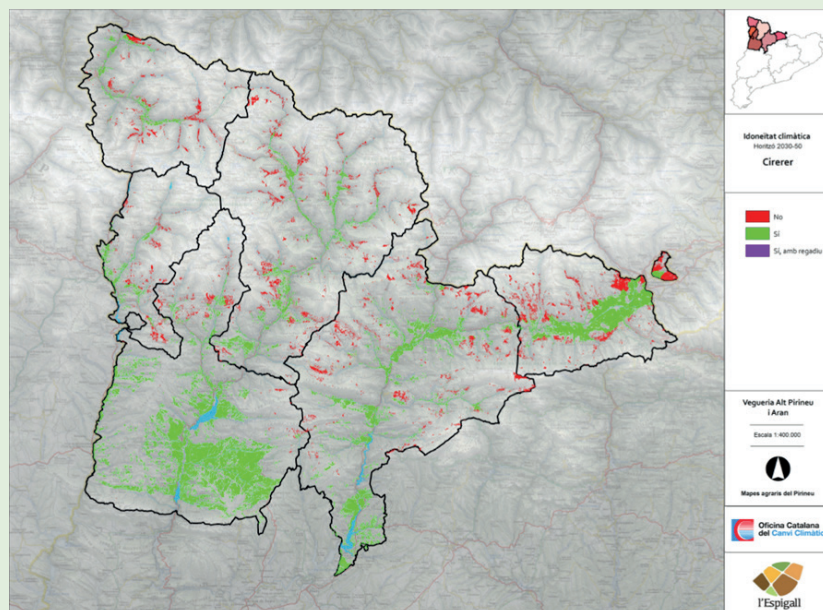 Idoneïtat climàtica
Horitzó 2030-50
Cirerer
No
Sí
Sí, amb regadiu
Vegueria Alt Pirineu
i Aran
Escala 1:400.000
Mapes agraris del Pirineu
Oficina Catalana
del Canvi Climàtic
l'Espigall